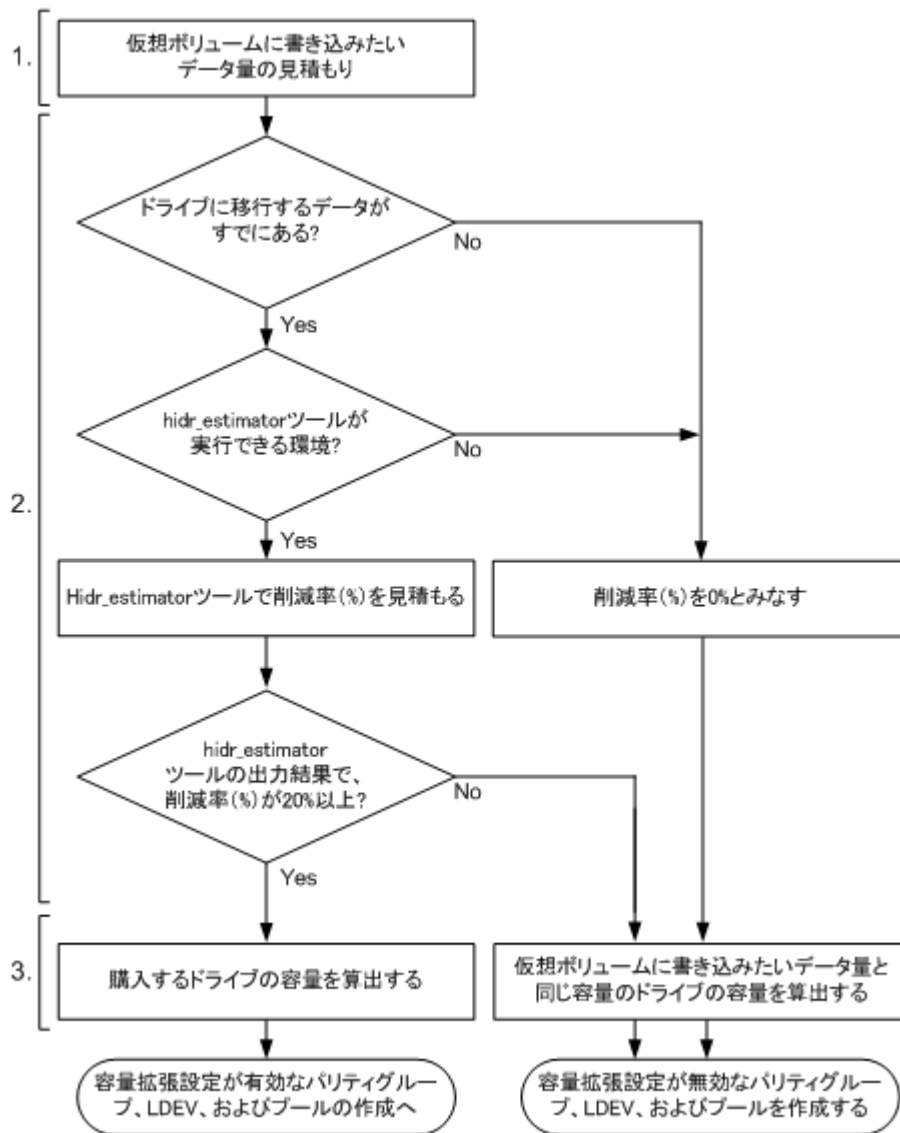 1.
仮想ボリュームに書き込みたい
データ量の見積もり
2.
ドライブに移行するデータが
すでにある?
No
Yes
hidr_estimatorツールが
実行できる環境?
No
Yes
Hidr_estimatorツールで削減率(%)を見積もる
削減率(%)を0%とみなす
hidr_estimator
ツールの出力結果で、
削減率(%)が20%以上?
No
Yes
3.
購入するドライブの容量を算出する
仮想ボリュームに書き込みたいデータ量と
同じ容量のドライブの容量を算出する
容量拡張設定が有効なパリティグルー
プ、LDEV、およびプールの作成へ
容量拡張設定が無効なパリティグルー
プ、LDEV、およびプールを作成する